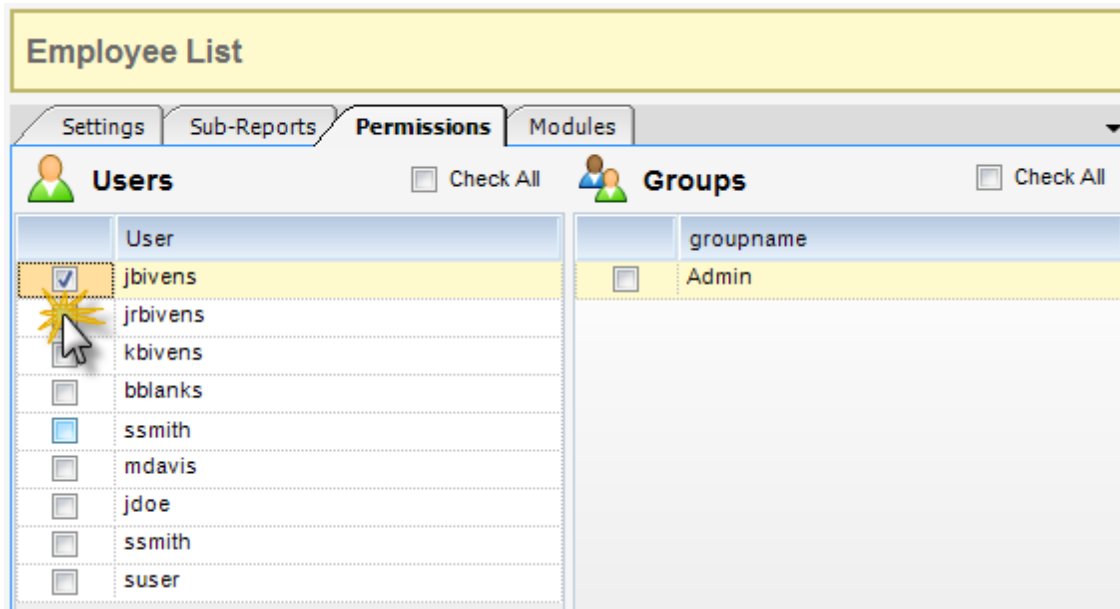 Employee List
Settings Sub-Reports Permissions Modules
Users Check All Groups Check All
User groupname
jbivens Admin
jrbivens
kbivens
bblanks
ssmith
mdavis
jdoe
ssmith
suser